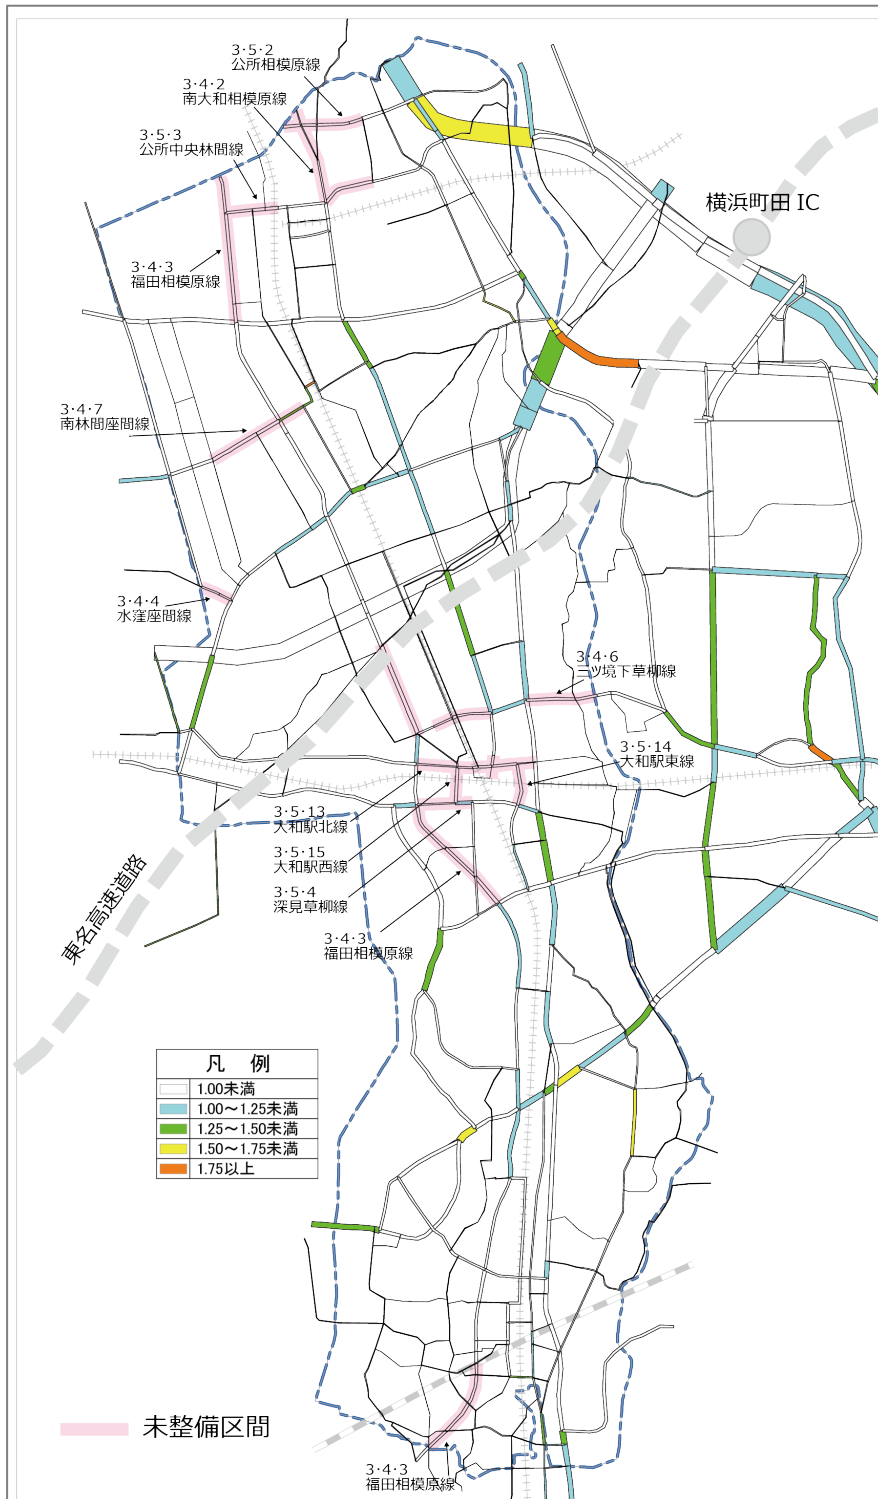 3・5・2
公所相模原線
3・4・2
南大和相模原線
3・5・3
公所中央林間線
横浜町田 IC
3・4・3
福田相模原線
3・4・7
南林間座間線
3・4・4
水窪座間線
3・4・6
三ツ境下草柳線
3・5・14
大和駅東線
3・5・13
大和駅北線
3・5・15
大和駅西線
3・5・4
深見草柳線
東名高速道路
3・4・3
福田相模原線
凡 例
1.00未満
1.00～1.25未満
1.25～1.50未満
1.50～1.75未満
1.75以上
未整備区間
3・4・3
福田相模原線